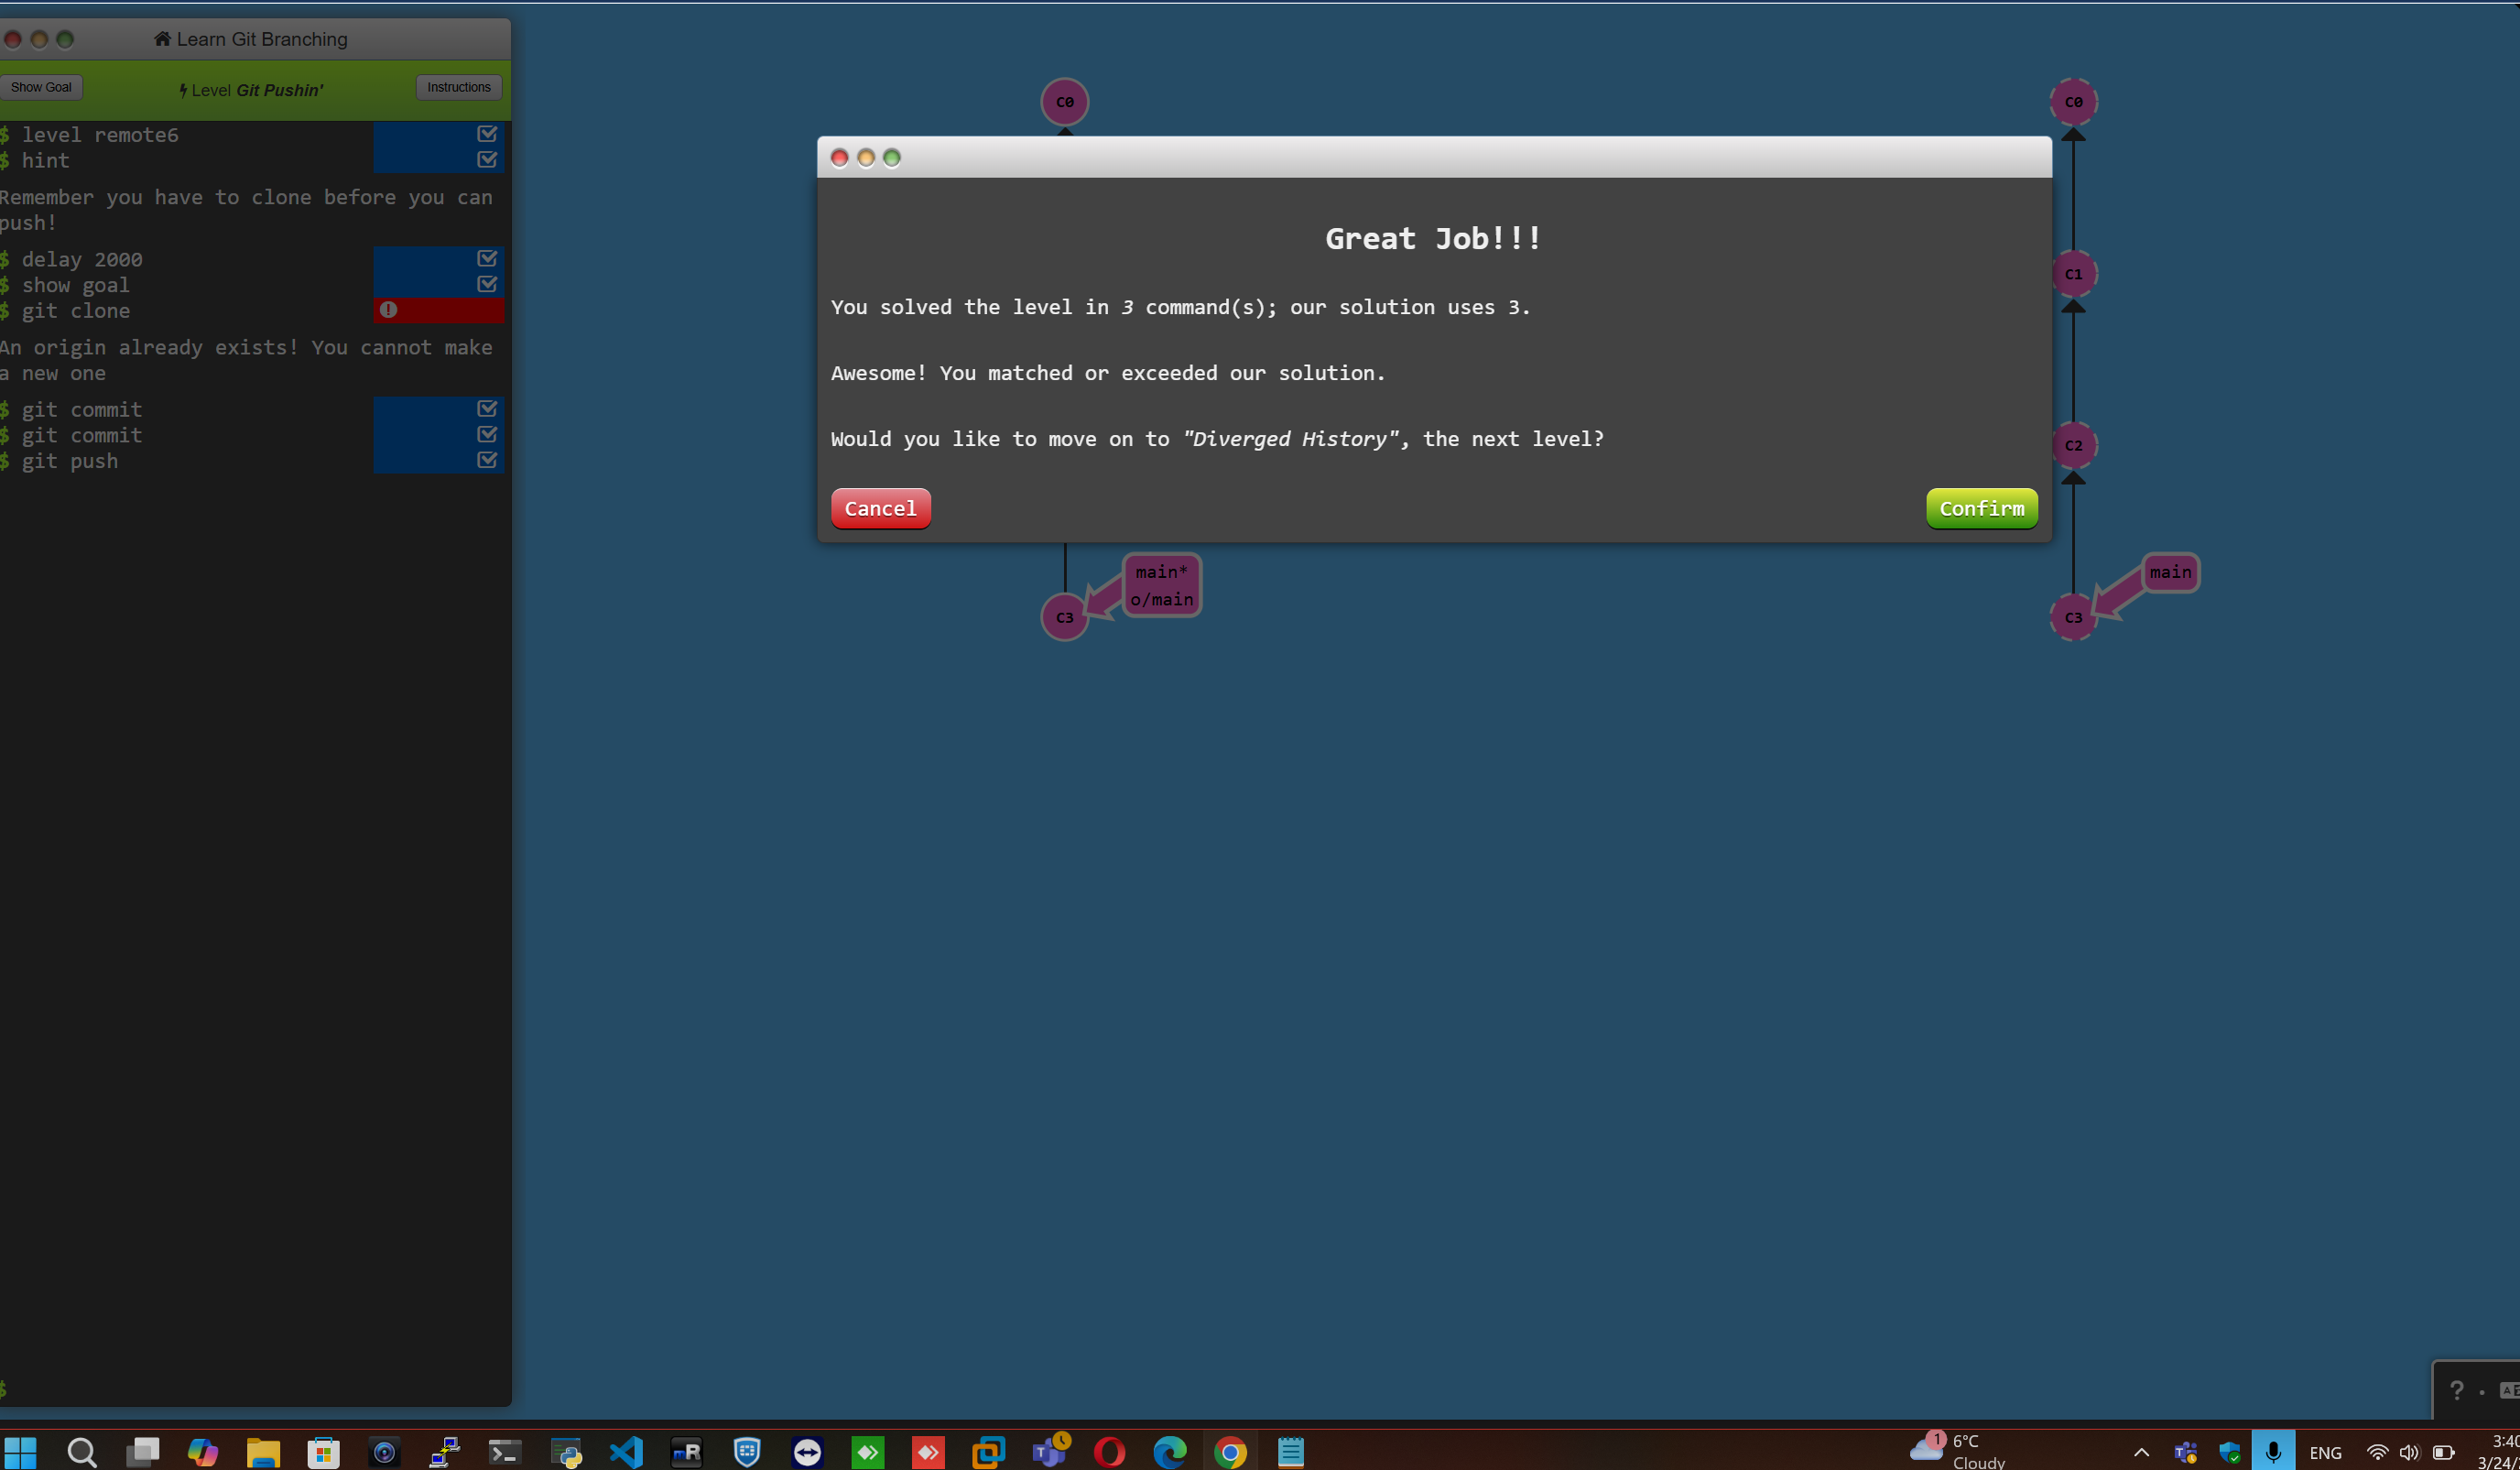 Learn Git Branching
Show Goal
Level Git Pushin'
Instructions
$ level remote6
$ hint
Remember you have to clone before you can
push!
$ delay 2000
$ show goal
$ git clone
An origin already exists! You cannot make
a new one
$ git commit
$ git commit
$ git push
$
C0
Great Job!!!
You solved the level in 3 command(s); our solution uses 3.
Awesome! You matched or exceeded our solution.
Would you like to move on to "Diverged History", the next level?
Cancel
Confirm
main*
o/main
C3
C0
C1
C2
main
C3
?
1
6°C
Cloudy
ENG
3:40
3/24/